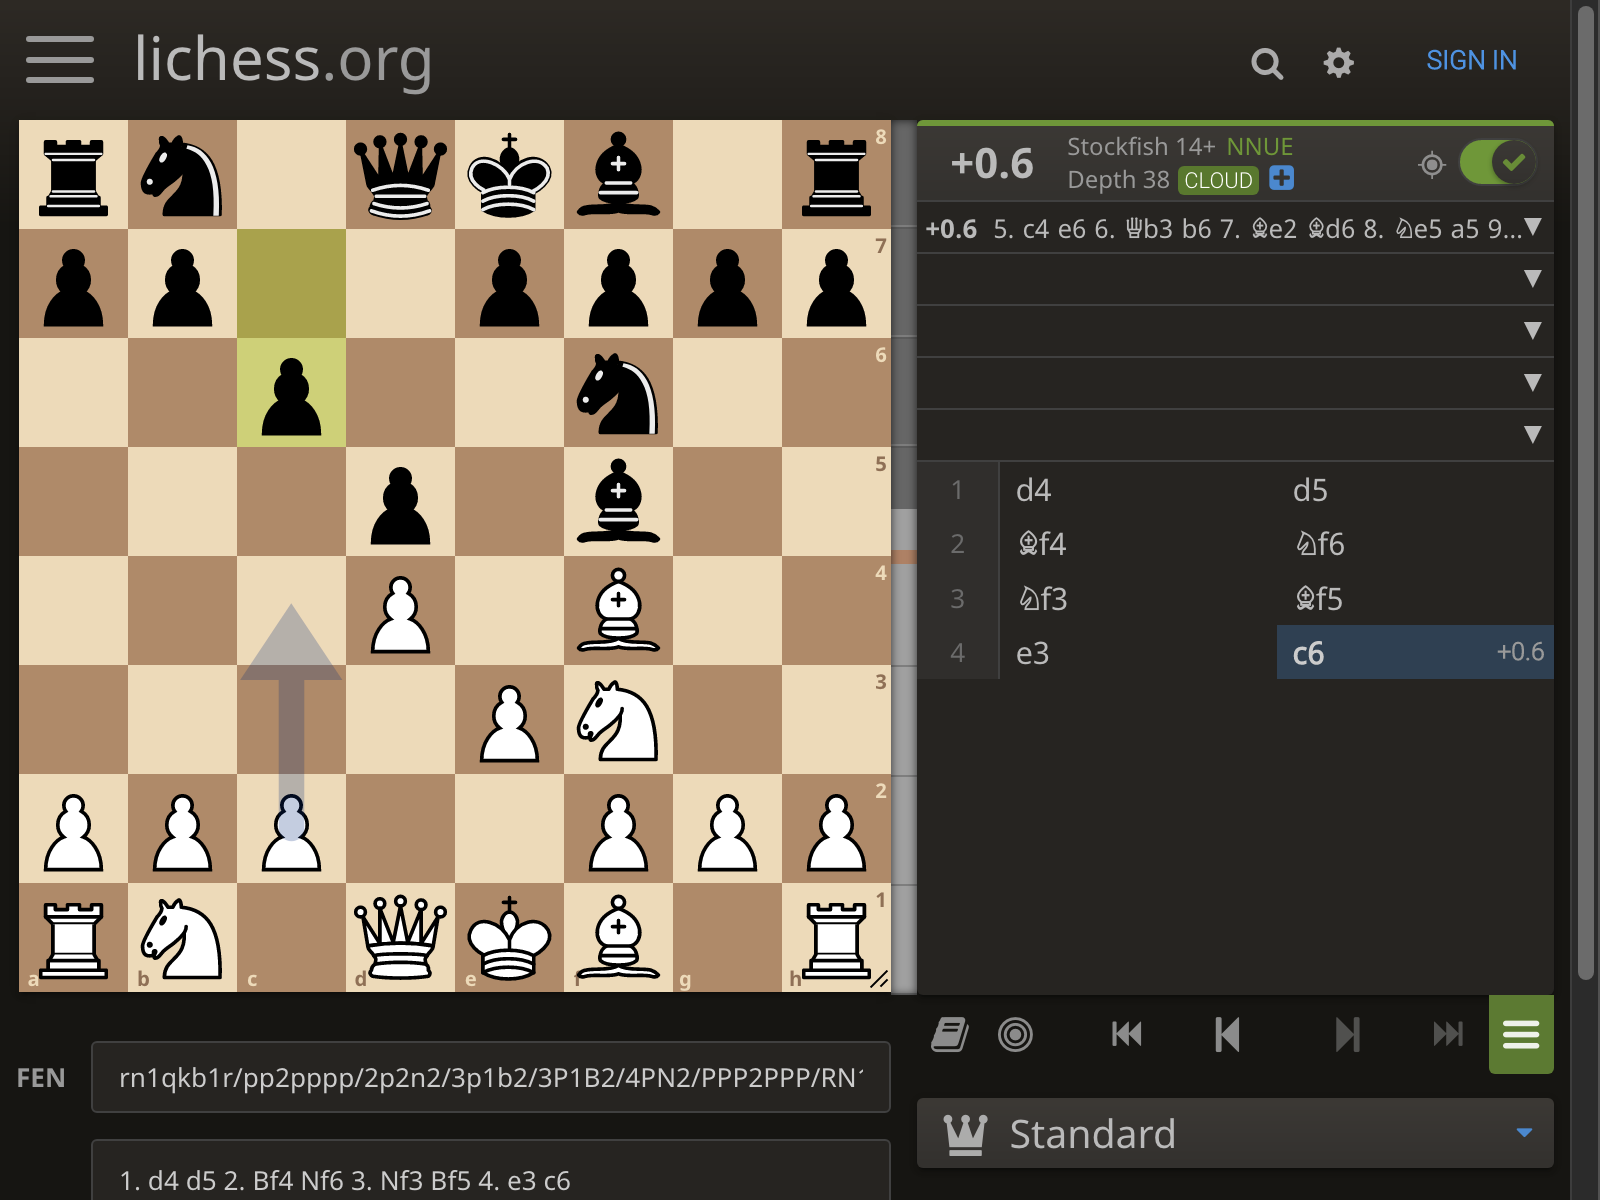 lichess.org
SIGN IN
8
7
6
5
4
3
2
1
a b c d e f g h
+0.6
Stockfish 14+ NNUE
Depth 38 CLOUD
+0.6 5. c4 e6 6. ♕b3 b6 7. ♗e2 ♗d6 8. ♘e5 a5 9...
1 d4 d5
2 ♗f4 ♘f6
3 ♘f3 ♗f5
4 e3 c6 +0.6
FEN rn1qkb1r/pp2pppp/2p2n2/3p1b2/3P1B2/4PN2/PPP2PPP/RN1
Standard
1. d4 d5 2. Bf4 Nf6 3. Nf3 Bf5 4. e3 c6